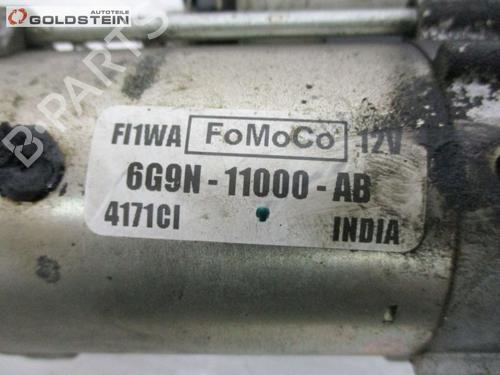 AUTOTEILE
GOLDSTEIN
FI1WA FoMoCo 12V
6G9N - 11000 - AB
4171CI INDIA
B-Parts